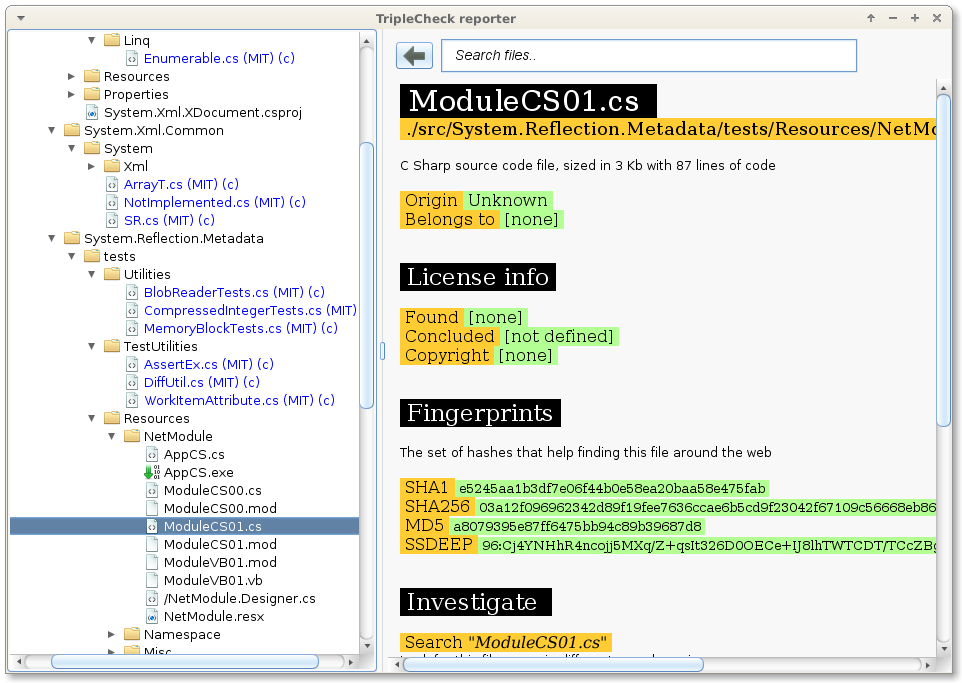 TripleCheck reporter
Linq
Enumerable.cs (MIT) (c)
Resources
Properties
System.Xml.XDocument.csproj
System.Xml.Common
System
Xml
ArrayT.cs (MIT) (c)
NotImplemented.cs (MIT) (c)
SR.cs (MIT) (c)
System.Reflection.Metadata
tests
Utilities
BlobReaderTests.cs (MIT) (c)
CompressedIntegerTests.cs (MIT)
MemoryBlockTests.cs (MIT) (c)
TestUtilities
AssertEx.cs (MIT) (c)
DiffUtil.cs (MIT) (c)
WorkItemAttribute.cs (MIT) (c)
Resources
NetModule
AppCS.cs
AppCS.exe
ModuleCS00.cs
ModuleCS00.mod
ModuleCS01.cs
ModuleCS01.mod
ModuleVB01.mod
ModuleVB01.vb
/NetModule.Designer.cs
NetModule.resx
Namespace
Misc
Search files..
ModuleCS01.cs
./src/System.Reflection.Metadata/tests/Resources/NetMo
C Sharp source code file, sized in 3 Kb with 87 lines of code
Origin Unknown
Belongs to [none]
License info
Found [none]
Concluded [not defined]
Copyright [none]
Fingerprints
The set of hashes that help finding this file around the web
SHA1 e5245aa1b3df7e06f44b0e58ea20baa58e475fab
SHA256 03a12f096962342d89f19fee7636ccae6b5cd9f23042f67109c56668eb86
MD5 a8079395e87ff6475bb94c89b39687d8
SSDEEP 96:Cj4YNHhR4ncojj5MXq/Z+qsIt326D0OECe+IJ8lhTWTCDT/TCcZB
Investigate
Search "ModuleCS01.cs"